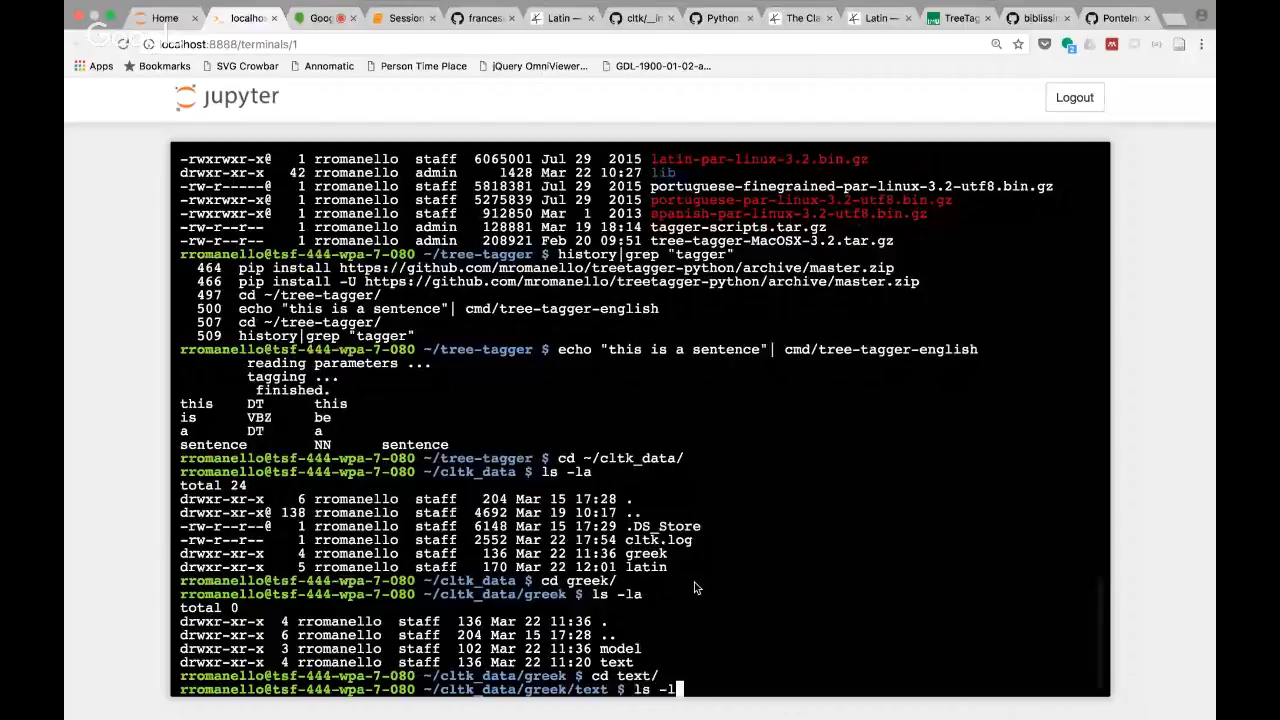 Home
localhos
Goog
Session
frances
Latin —
cltk/__in
Python
The Cla
Latin —
TreeTag
biblissin
PonteIn
localhost:8888/terminals/1
Apps
Bookmarks
SVG Crowbar
Annomatic
Person Time Place
jQuery OmniViewer...
GDL-1900-01-02-a...
jupyter
Logout
-rwxrwxr-x@ 1 rromanello staff 6065001 Jul 29 2015 latin-par-linux-3.2.bin.gz
drwxr-xr-x 42 rromanello admin 1428 Mar 22 10:27 lib
-rw-r-----@ 1 rromanello staff 5818381 Jul 29 2015 portuguese-finegrained-par-linux-3.2-utf8.bin.gz
-rw-r--r--@ 1 rromanello staff 5275839 Jul 29 2015 portuguese-par-linux-3.2-utf8.bin.gz
-rw-r--r--@ 1 rromanello staff 912850 Mar 1 2013 spanish-par-linux-3.2-utf8.bin.gz
-rw-r--r-- 1 rromanello admin 128881 Mar 19 18:14 tagger-scripts.tar.gz
-rw-r--r-- 1 rromanello admin 208921 Feb 20 09:51 tree-tagger-MacOSX-3.2.tar.gz
rromanello@tsf-444-wpa-7-080 ~/tree-tagger $ history|grep "tagger"
464 pip install https://github.com/mromanello/treetagger-python/archive/master.zip
466 pip install -U https://github.com/mromanello/treetagger-python/archive/master.zip
497 cd ~/tree-tagger/
500 echo "this is a sentence"| cmd/tree-tagger-english
507 cd ~/tree-tagger/
509 history|grep "tagger"
rromanello@tsf-444-wpa-7-080 ~/tree-tagger $ echo "this is a sentence"| cmd/tree-tagger-english
reading parameters ...
tagging ...
finished.
this DT this
is VBZ be
a DT a
sentence NN sentence
rromanello@tsf-444-wpa-7-080 ~/tree-tagger $ cd ~/cltk_data/
rromanello@tsf-444-wpa-7-080 ~/cltk_data $ ls -la
total 24
drwxr-xr-x 6 rromanello staff 204 Mar 15 17:28 .
drwxr-xr-x@ 138 rromanello staff 4692 Mar 19 10:17 ..
-rw-r--r--@ 1 rromanello staff 6148 Mar 15 17:29 .DS_Store
-rw-r--r-- 1 rromanello staff 2552 Mar 22 17:54 cltk.log
drwxr-xr-x 4 rromanello staff 136 Mar 22 11:36 greek
drwxr-xr-x 5 rromanello staff 170 Mar 22 12:01 latin
rromanello@tsf-444-wpa-7-080 ~/cltk_data $ cd greek/
rromanello@tsf-444-wpa-7-080 ~/cltk_data/greek $ ls -la
total 0
drwxr-xr-x 4 rromanello staff 136 Mar 22 11:36 .
drwxr-xr-x 6 rromanello staff 204 Mar 15 17:28 ..
drwxr-xr-x 3 rromanello staff 102 Mar 22 11:36 model
drwxr-xr-x 4 rromanello staff 136 Mar 22 11:20 text
rromanello@tsf-444-wpa-7-080 ~/cltk_data/greek $ cd text/
rromanello@tsf-444-wpa-7-080 ~/cltk_data/greek/text $ ls -l